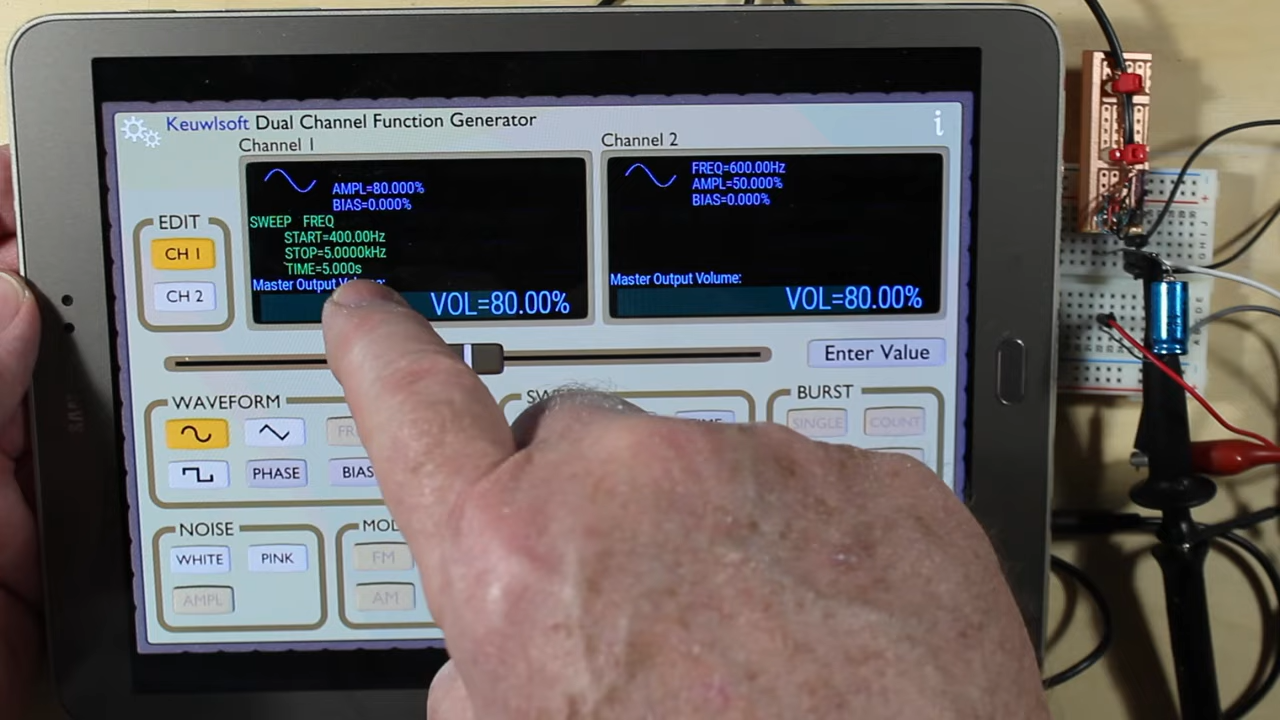 Keuwlsoft Dual Channel Function Generator
i
Channel 1
AMPL=80.000%
BIAS=0.000%
SWEEP FREQ
START=400.00Hz
STOP=5.0000kHz
TIME=5.000s
Master Output Volume:
VOL=80.00%
Channel 2
FREQ=600.00Hz
AMPL=50.000%
BIAS=0.000%
Master Output Volume:
VOL=80.00%
EDIT
CH 1
CH 2
Enter Value
WAVEFORM
PHASE
BIAS
BURST
SINGLE
COUNT
NOISE
WHITE
PINK
AMPL
FM
AM